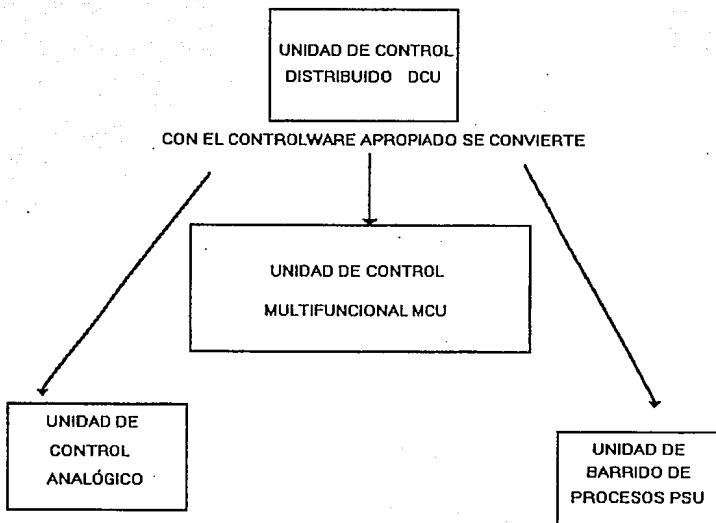 UNIDAD DE CONTROL
DISTRIBUIDO DCU
CON EL CONTROLWARE APROPIADO SE CONVIERTE
UNIDAD DE CONTROL
MULTIFUNCIONAL MCU
UNIDAD DE
CONTROL
ANALÓGICO
UNIDAD DE
BARRIDO DE
PROCESOS PSU